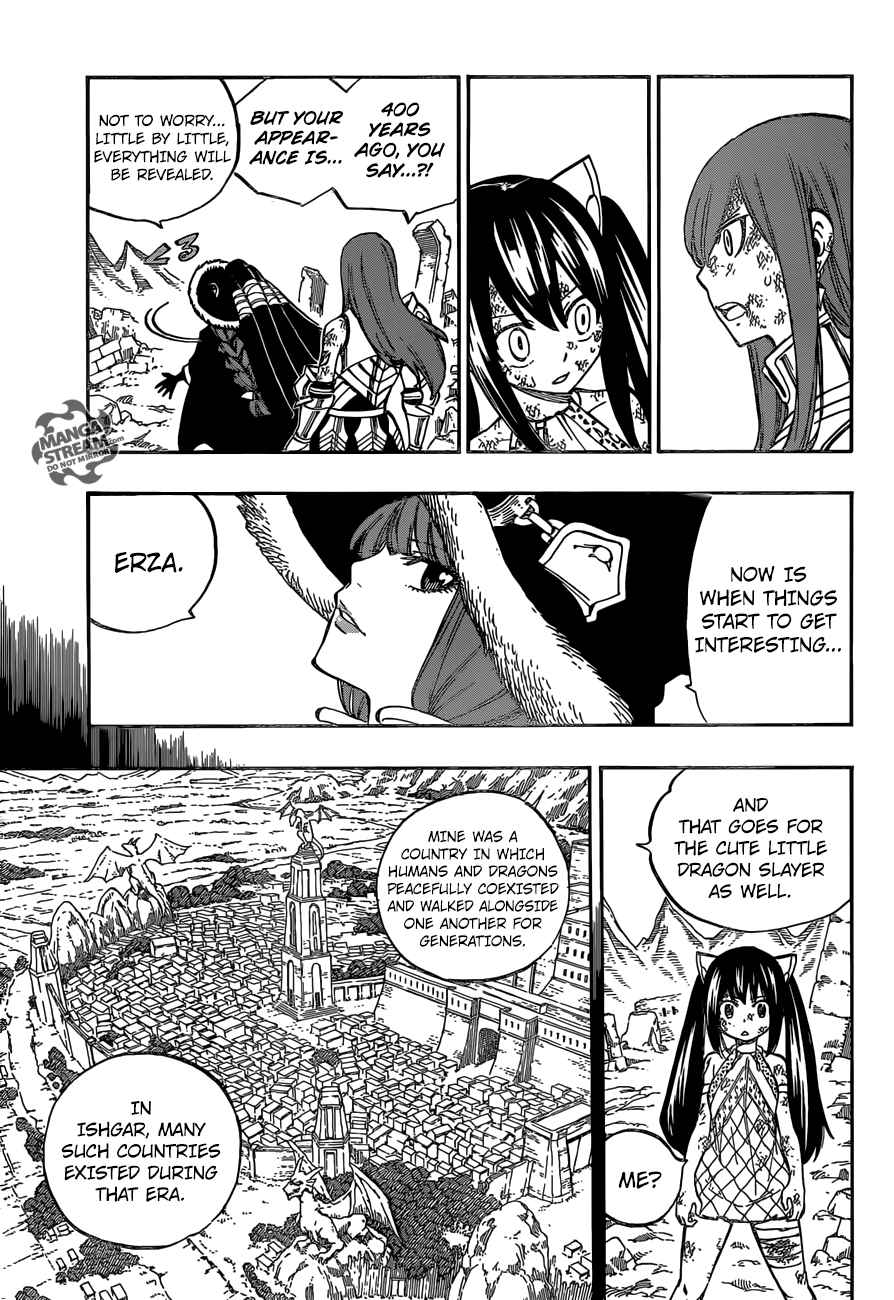 400
YEARS
AGO, YOU
SAY...?!
BUT YOUR
APPEAR-
ANCE IS...
NOT TO WORRY...
LITTLE BY LITTLE,
EVERYTHING WILL
BE REVEALED.
MANGA
STREAM.com
DO NOT MIRROR
NOW IS
WHEN THINGS
START TO GET
INTERESTING...
ERZA.
AND
THAT GOES FOR
THE CUTE LITTLE
DRAGON SLAYER
AS WELL.
ME?
MINE WAS A
COUNTRY IN WHICH
HUMANS AND DRAGONS
PEACEFULLY COEXISTED
AND WALKED ALONGSIDE
ONE ANOTHER FOR
GENERATIONS.
IN
ISHGAR, MANY
SUCH COUNTRIES
EXISTED DURING
THAT ERA.